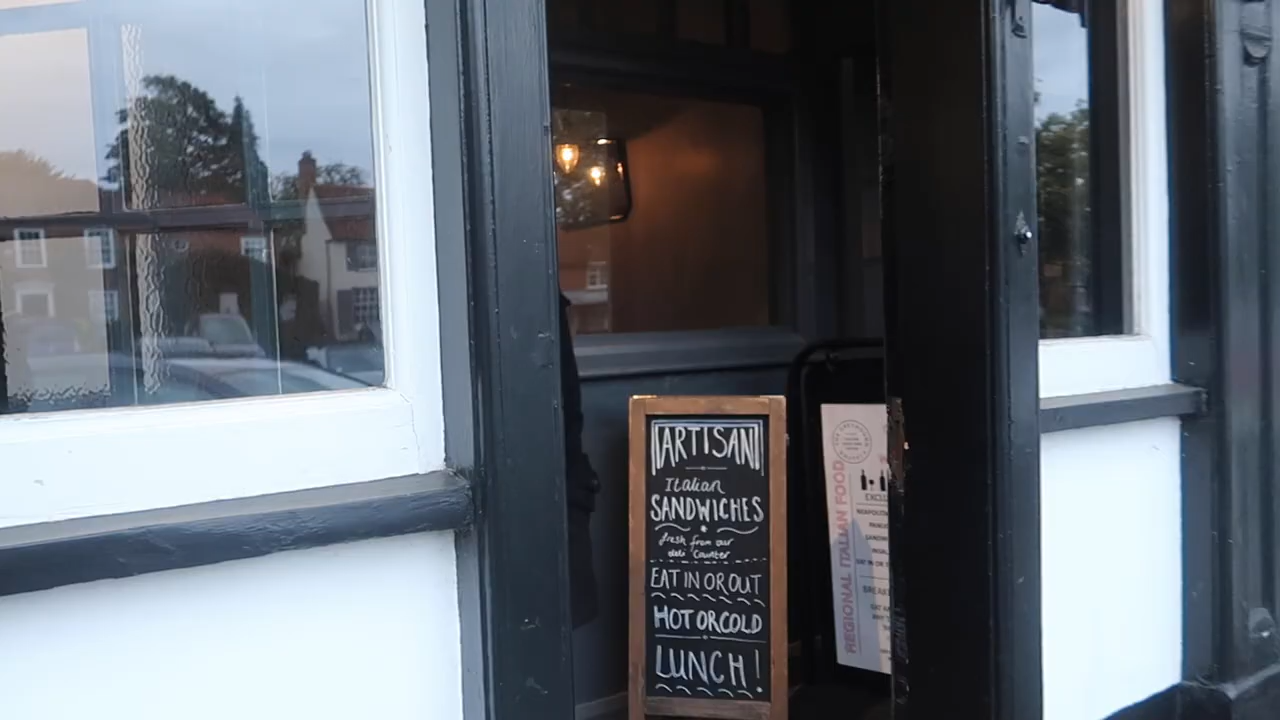 ARTISAN
Italian
SANDWICHES
fresh from our
deli counter
EAT IN OR OUT
HOT OR COLD
LUNCH!
REGIONAL ITALIAN FOOD